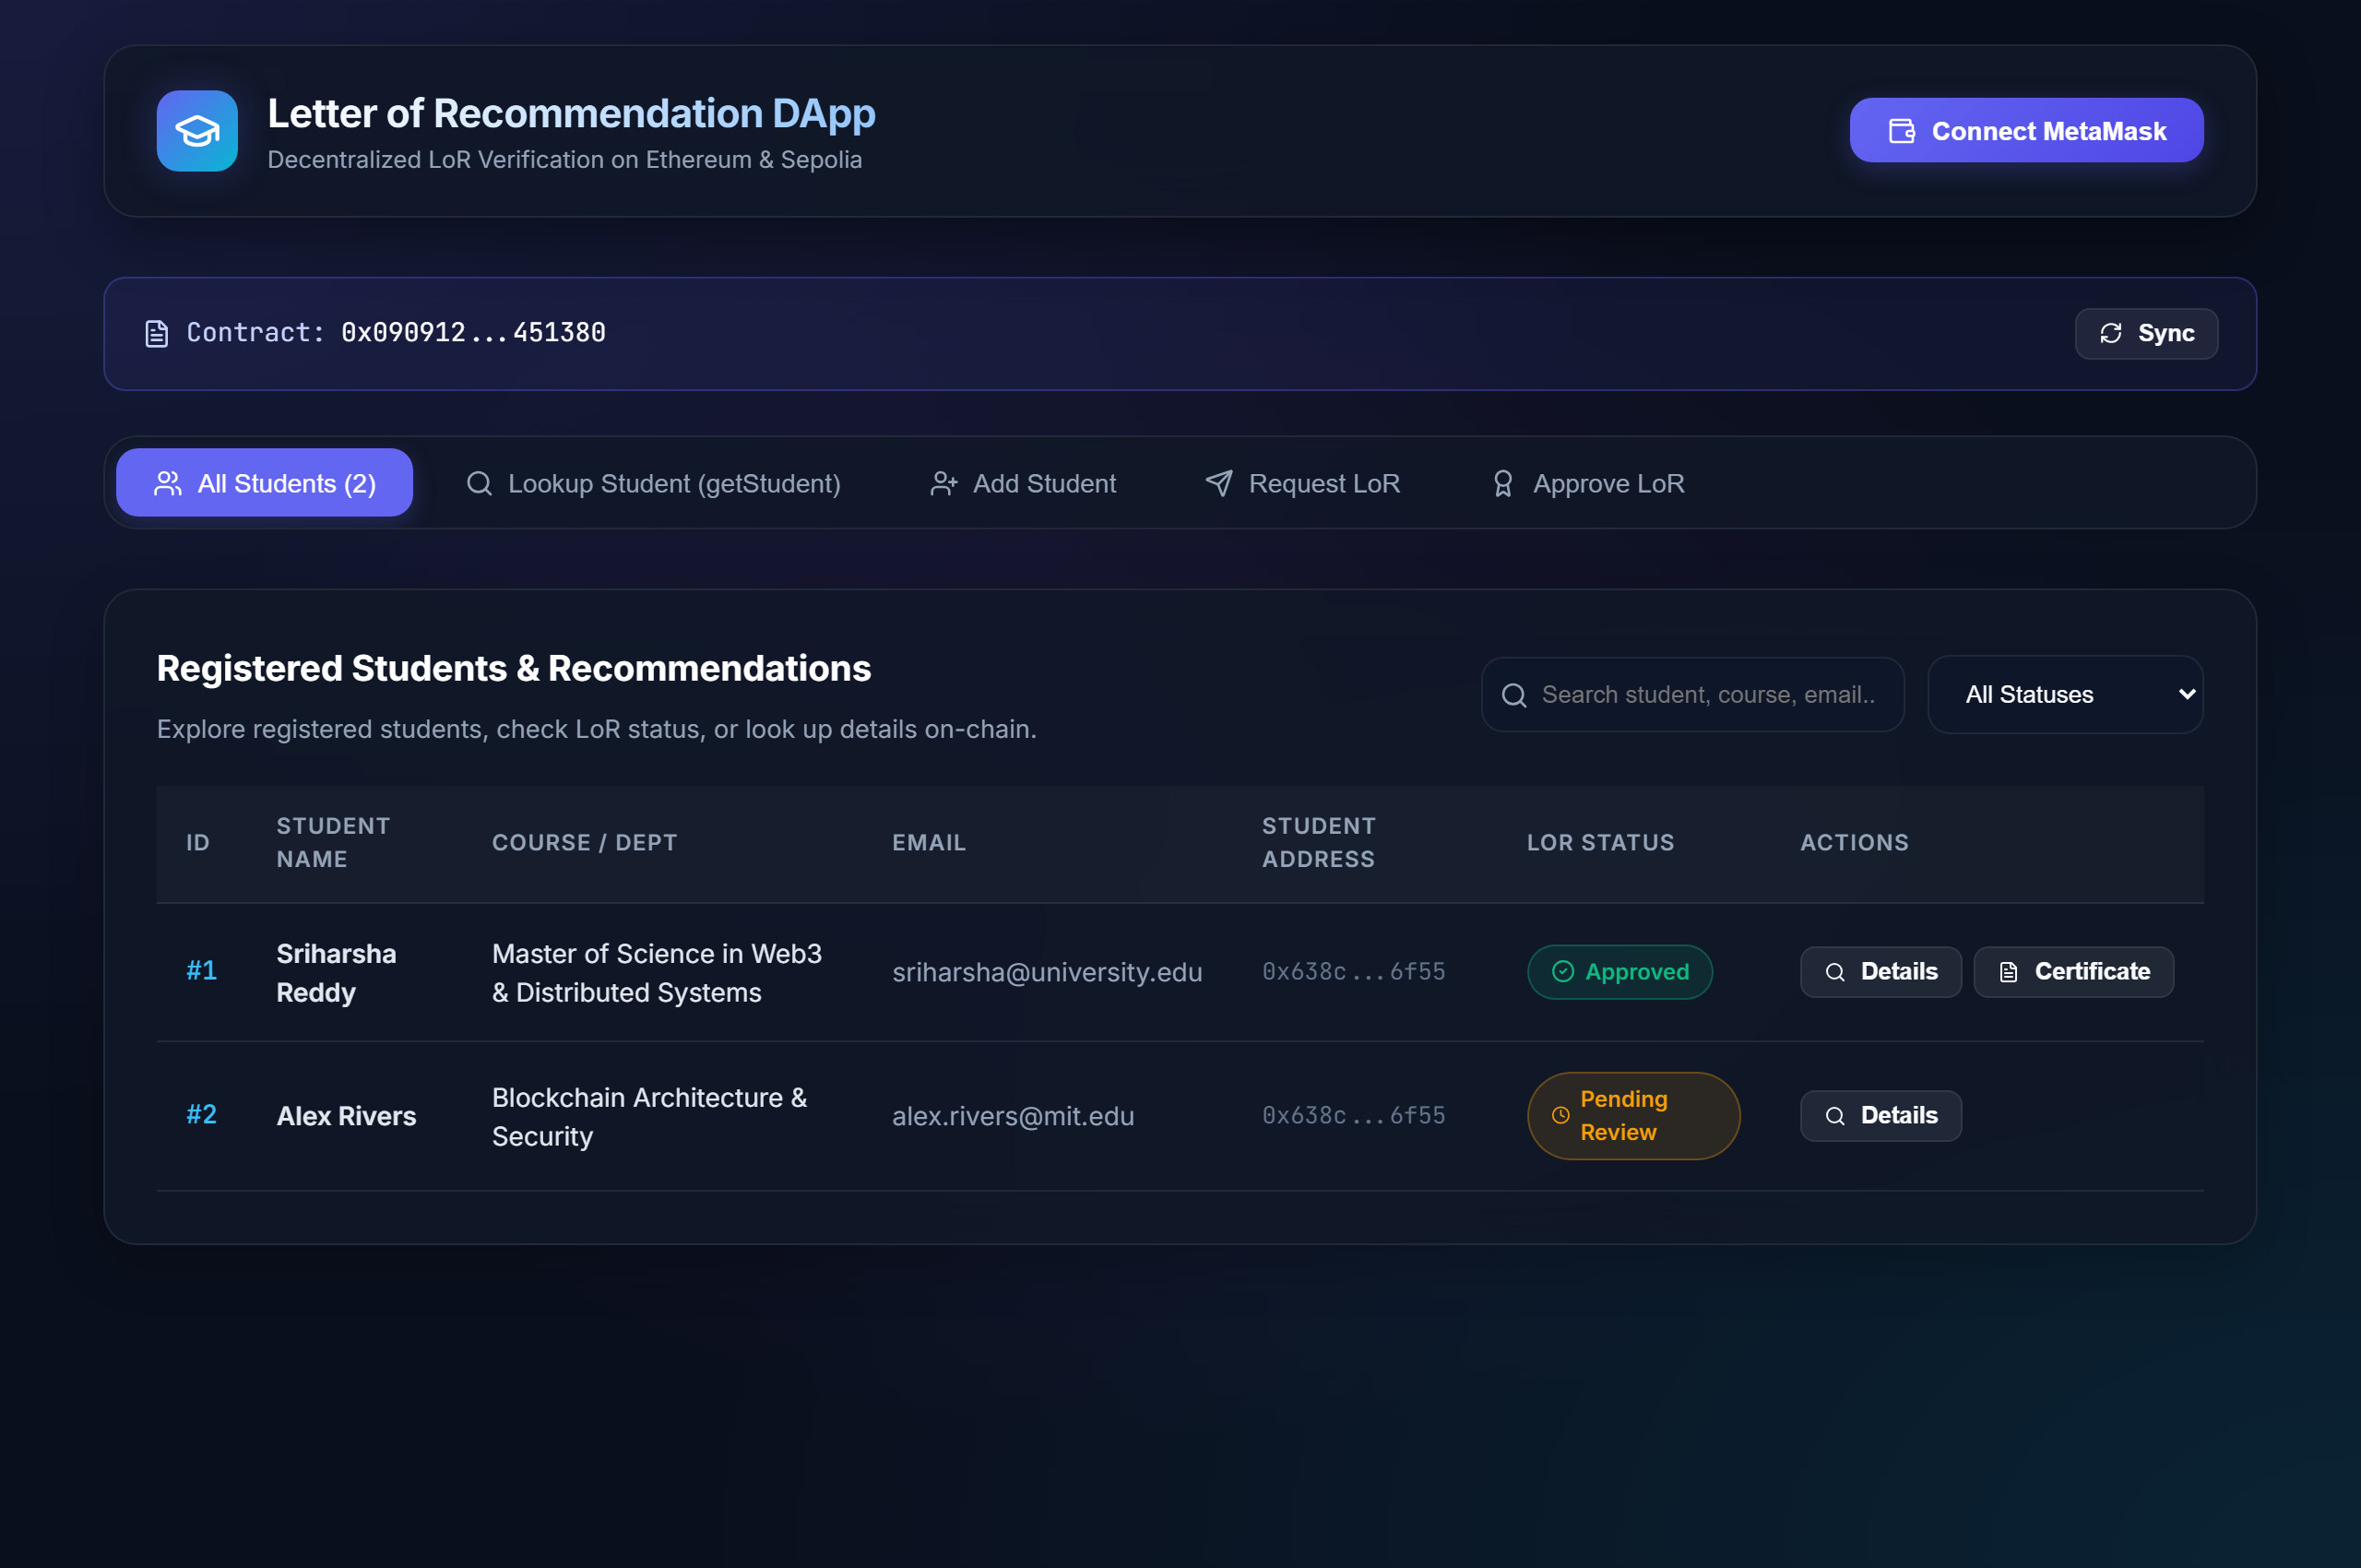 Letter of Recommendation DApp
Decentralized LoR Verification on Ethereum & Sepolia
Connect MetaMask
Contract: 0x090912...451380
Sync
All Students (2)
Lookup Student (getStudent)
Add Student
Request LoR
Approve LoR
Registered Students & Recommendations
Explore registered students, check LoR status, or look up details on-chain.
Search student, course, email..
All Statuses
ID
STUDENT
NAME
COURSE / DEPT
EMAIL
STUDENT
ADDRESS
LOR STATUS
ACTIONS
#1
Sriharsha
Reddy
Master of Science in Web3
& Distributed Systems
sriharsha@university.edu
0x638c...6f55
Approved
Details
Certificate
#2
Alex Rivers
Blockchain Architecture &
Security
alex.rivers@mit.edu
0x638c...6f55
Pending
Review
Details